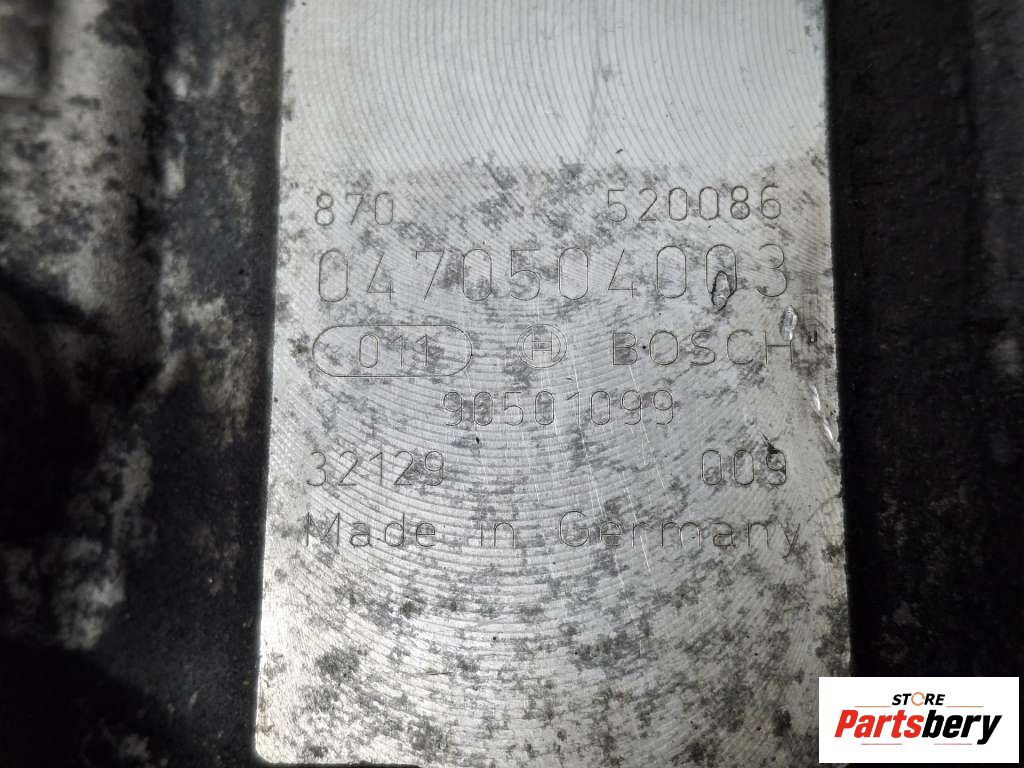 870 520086
0470504003
011 H BOSCH
90501099
32129 009
Made in Germany
STORE
Partsbery